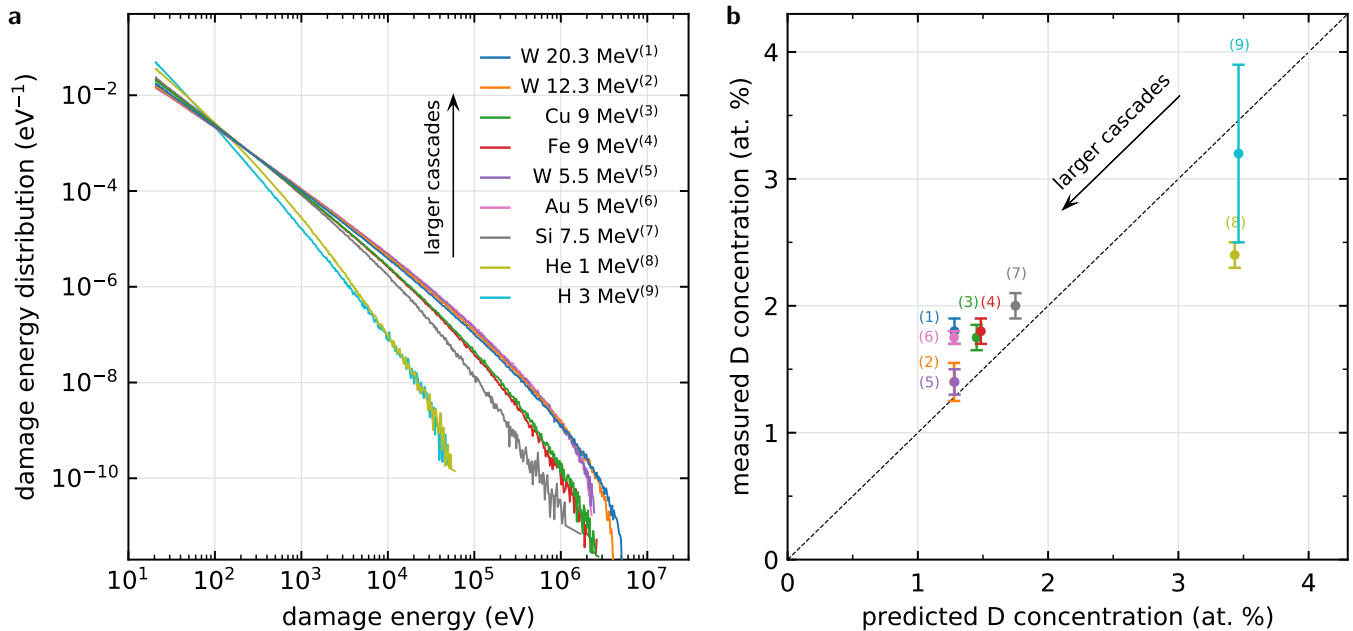 a
damage energy distribution (eV⁻¹)
10⁻²
10⁻⁴
10⁻⁶
10⁻⁸
10⁻¹⁰
larger cascades
W 20.3 MeV⁽¹⁾
W 12.3 MeV⁽²⁾
Cu 9 MeV⁽³⁾
Fe 9 MeV⁽⁴⁾
W 5.5 MeV⁽⁵⁾
Au 5 MeV⁽⁶⁾
Si 7.5 MeV⁽⁷⁾
He 1 MeV⁽⁸⁾
H 3 MeV⁽⁹⁾
10¹ 10² 10³ 10⁴ 10⁵ 10⁶ 10⁷
damage energy (eV)
b
measured D concentration (at. %)
4
3
2
1
0
larger cascades
(9)
(8)
(7)
(3) (4)
(1)
(6)
(2)
(5)
0 1 2 3 4
predicted D concentration (at. %)